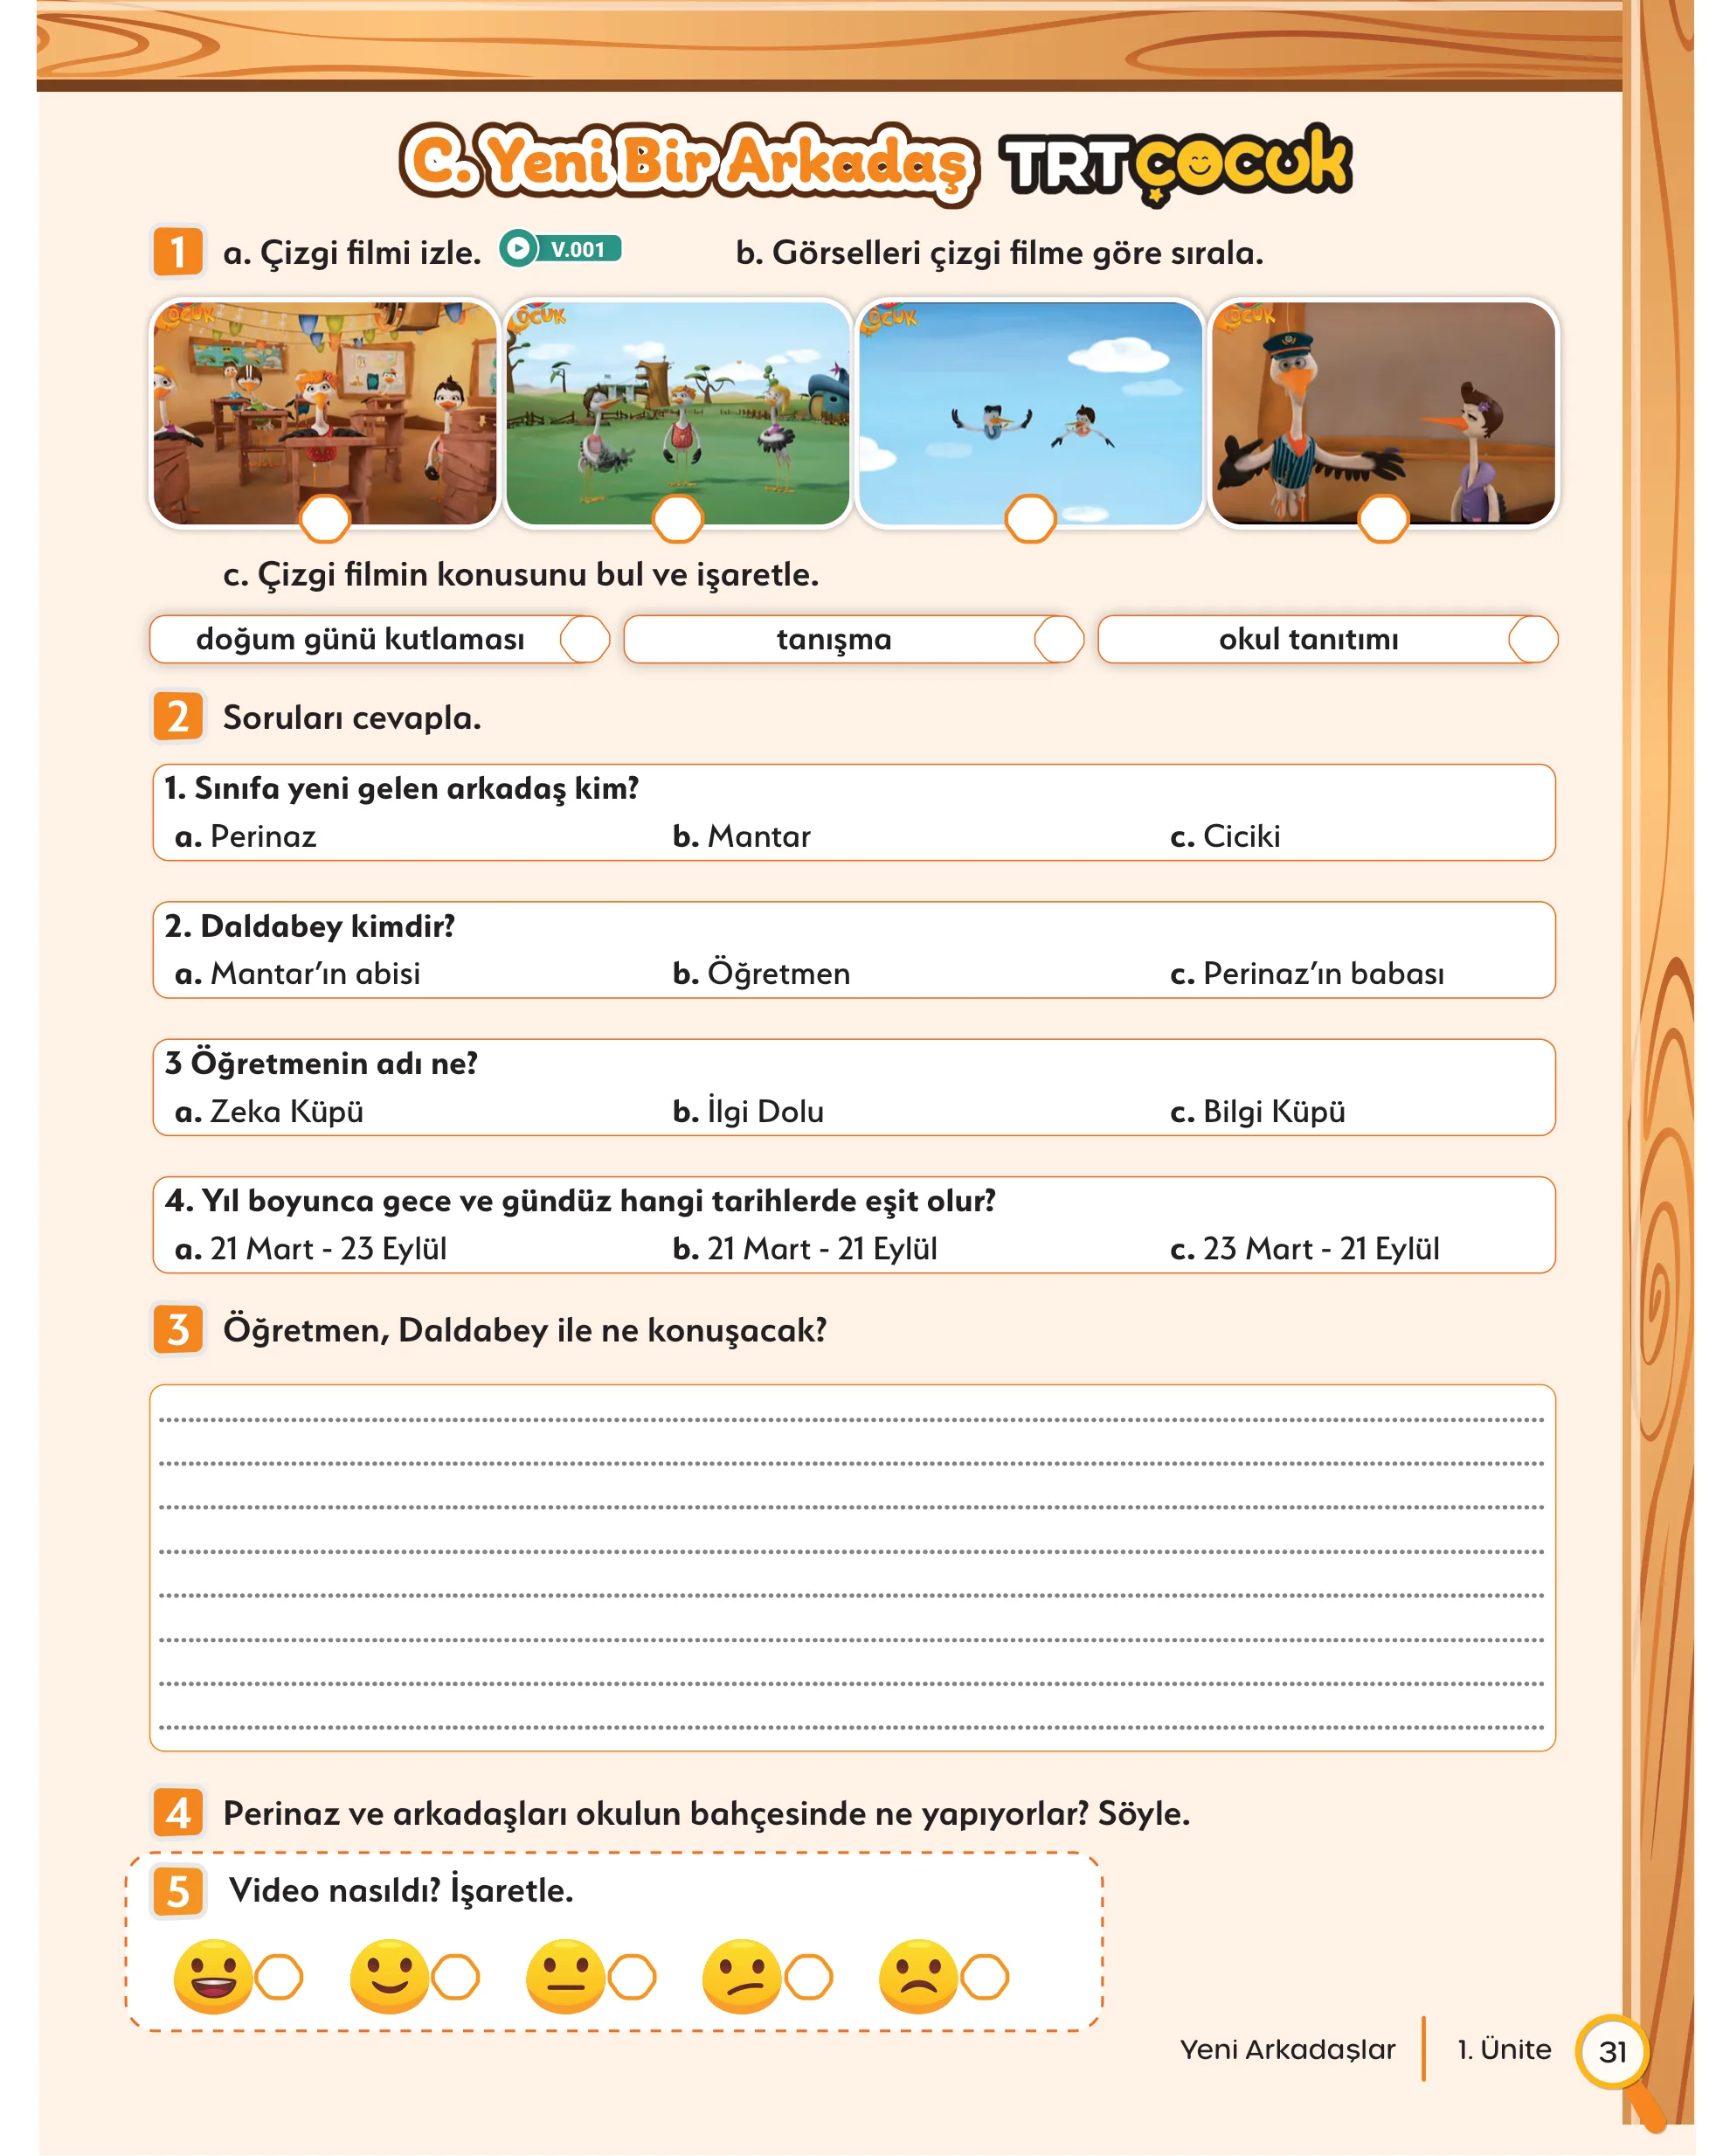 C. Yeni Bir Arkadaş TRT ÇOCUK
1 a. Çizgi filmi izle. V.001 b. Görselleri çizgi filme göre sırala.
ÇOCUK ÇOCUK ÇOCUK ÇOCUK
c. Çizgi filmin konusunu bul ve işaretle.
doğum günü kutlaması tanışma okul tanıtımı
2 Soruları cevapla.
1. Sınıfa yeni gelen arkadaş kim?
a. Perinaz b. Mantar c. Ciciki
2. Daldabey kimdir?
a. Mantar’ın abisi b. Öğretmen c. Perinaz’ın babası
3 Öğretmenin adı ne?
a. Zeka Küpü b. İlgi Dolu c. Bilgi Küpü
4. Yıl boyunca gece ve gündüz hangi tarihlerde eşit olur?
a. 21 Mart - 23 Eylül b. 21 Mart - 21 Eylül c. 23 Mart - 21 Eylül
3 Öğretmen, Daldabey ile ne konuşacak?
4 Perinaz ve arkadaşları okulun bahçesinde ne yapıyorlar? Söyle.
5 Video nasıldı? İşaretle.
Yeni Arkadaşlar 1. Ünite 31